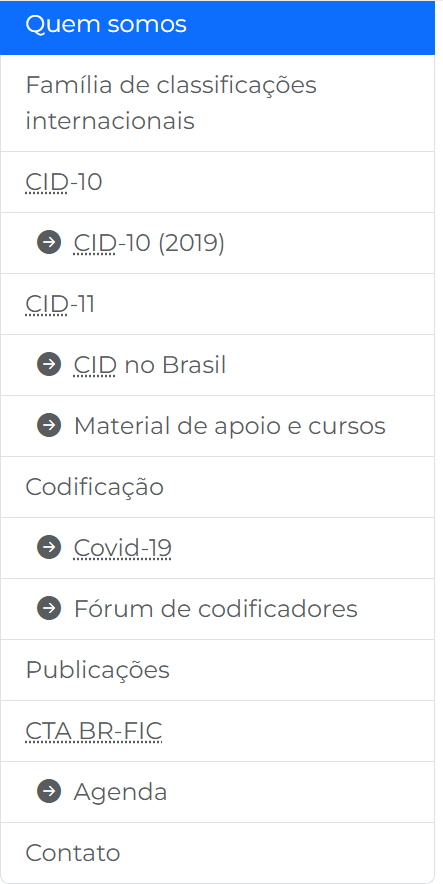 Quem somos
Família de classificações
internacionais
CID-10
CID-10 (2019)
CID-11
CID no Brasil
Material de apoio e cursos
Codificação
Covid-19
Fórum de codificadores
Publicações
CTA BR-FIC
Agenda
Contato